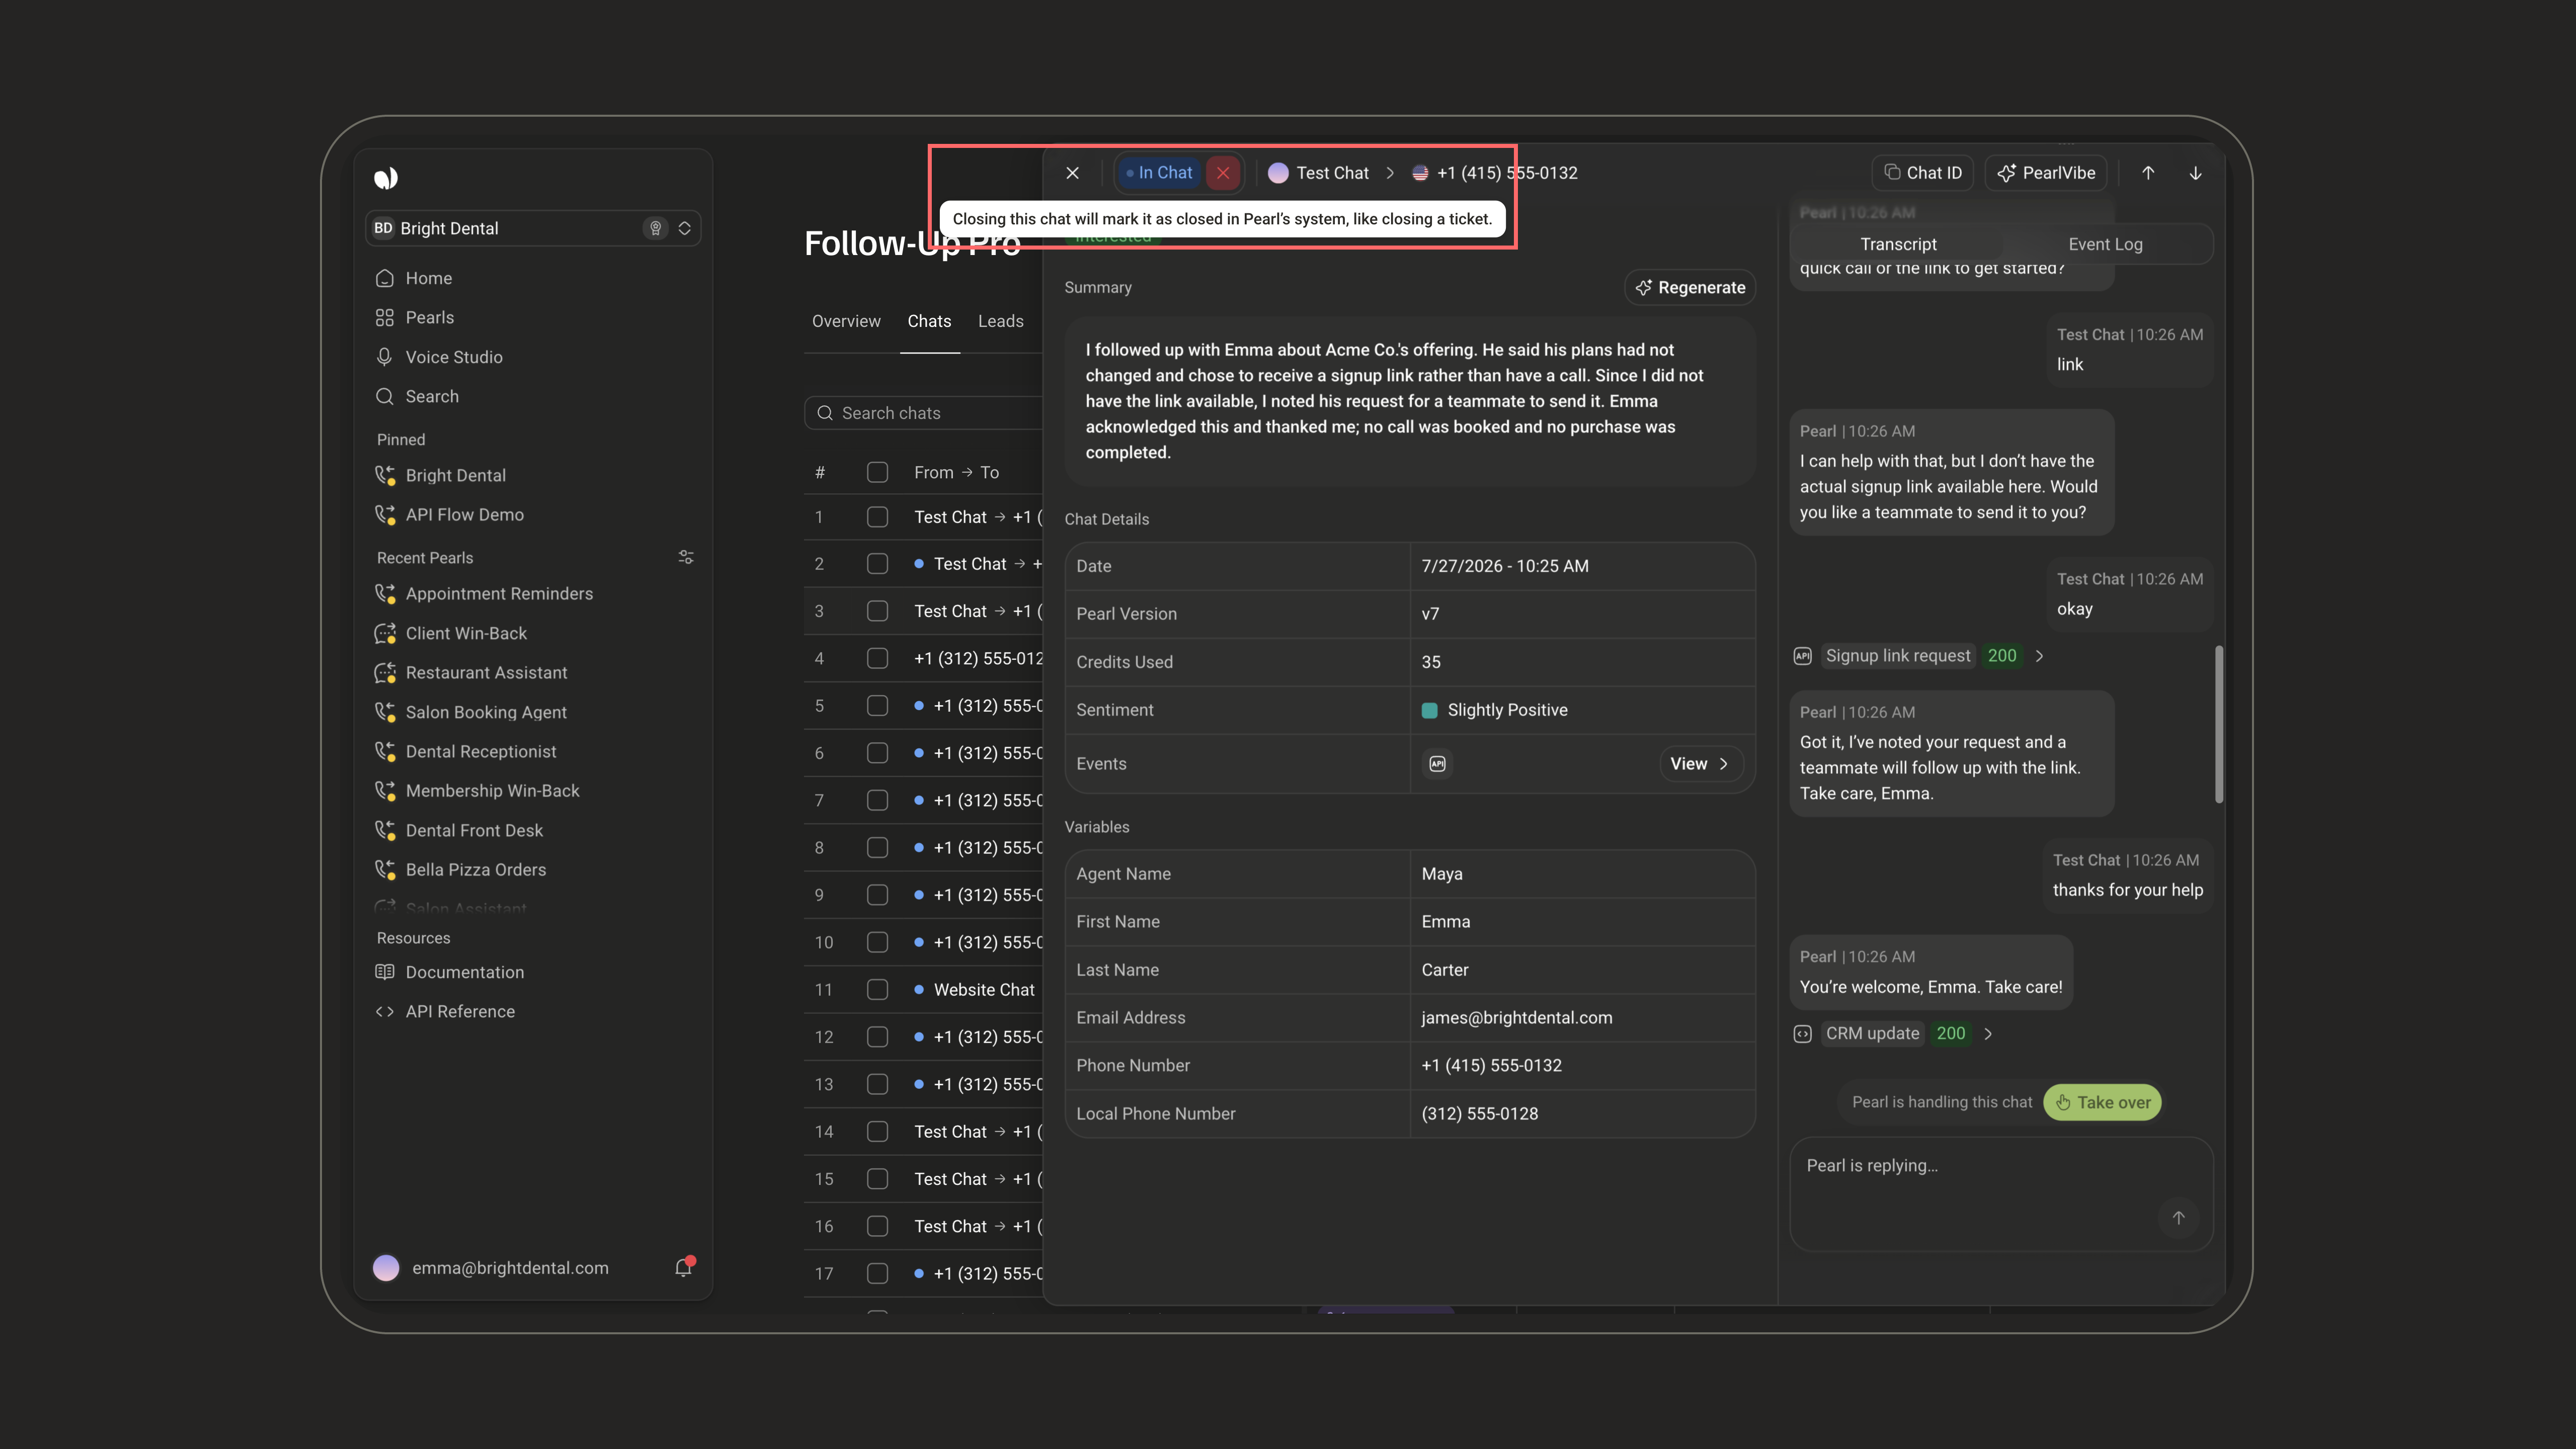 BD Bright Dental
Home
Pearls
Voice Studio
Search
Pinned
Bright Dental
API Flow Demo
Recent Pearls
Appointment Reminders
Client Win-Back
Restaurant Assistant
Salon Booking Agent
Dental Receptionist
Membership Win-Back
Dental Front Desk
Bella Pizza Orders
Salon Assistant
Resources
Documentation
API Reference
emma@brightdental.com
Follow-Up Pro
Overview Chats Leads
Search chats
# From → To
1 Test Chat → +1 (
2 Test Chat → +
3 Test Chat → +1 (
4 +1 (312) 555-012
5 +1 (312) 555-0
6 +1 (312) 555-0
7 +1 (312) 555-0
8 +1 (312) 555-0
9 +1 (312) 555-0
10 +1 (312) 555-0
11 Website Chat
12 +1 (312) 555-0
13 +1 (312) 555-0
14 Test Chat → +1 (
15 Test Chat → +1 (
16 Test Chat → +1 (
17 +1 (312) 555-0
In Chat Test Chat > +1 (415) 555-0132
Chat ID PearlVibe
Closing this chat will mark it as closed in Pearl's system, like closing a ticket.
Interested
Summary Regenerate
I followed up with Emma about Acme Co.'s offering. He said his plans had not
changed and chose to receive a signup link rather than have a call. Since I did not
have the link available, I noted his request for a teammate to send it. Emma
acknowledged this and thanked me; no call was booked and no purchase was
completed.
Chat Details
Date 7/27/2026 - 10:25 AM
Pearl Version v7
Credits Used 35
Sentiment Slightly Positive
Events API View >
Variables
Agent Name Maya
First Name Emma
Last Name Carter
Email Address james@brightdental.com
Phone Number +1 (415) 555-0132
Local Phone Number (312) 555-0128
Pearl | 10:26 AM
Transcript Event Log
quick call or the link to get started?
Test Chat | 10:26 AM
link
Pearl | 10:26 AM
I can help with that, but I don't have the
actual signup link available here. Would
you like a teammate to send it to you?
Test Chat | 10:26 AM
okay
API Signup link request 200 >
Pearl | 10:26 AM
Got it, I've noted your request and a
teammate will follow up with the link.
Take care, Emma.
Test Chat | 10:26 AM
thanks for your help
Pearl | 10:26 AM
You're welcome, Emma. Take care!
CRM update 200 >
Pearl is handling this chat Take over
Pearl is replying...